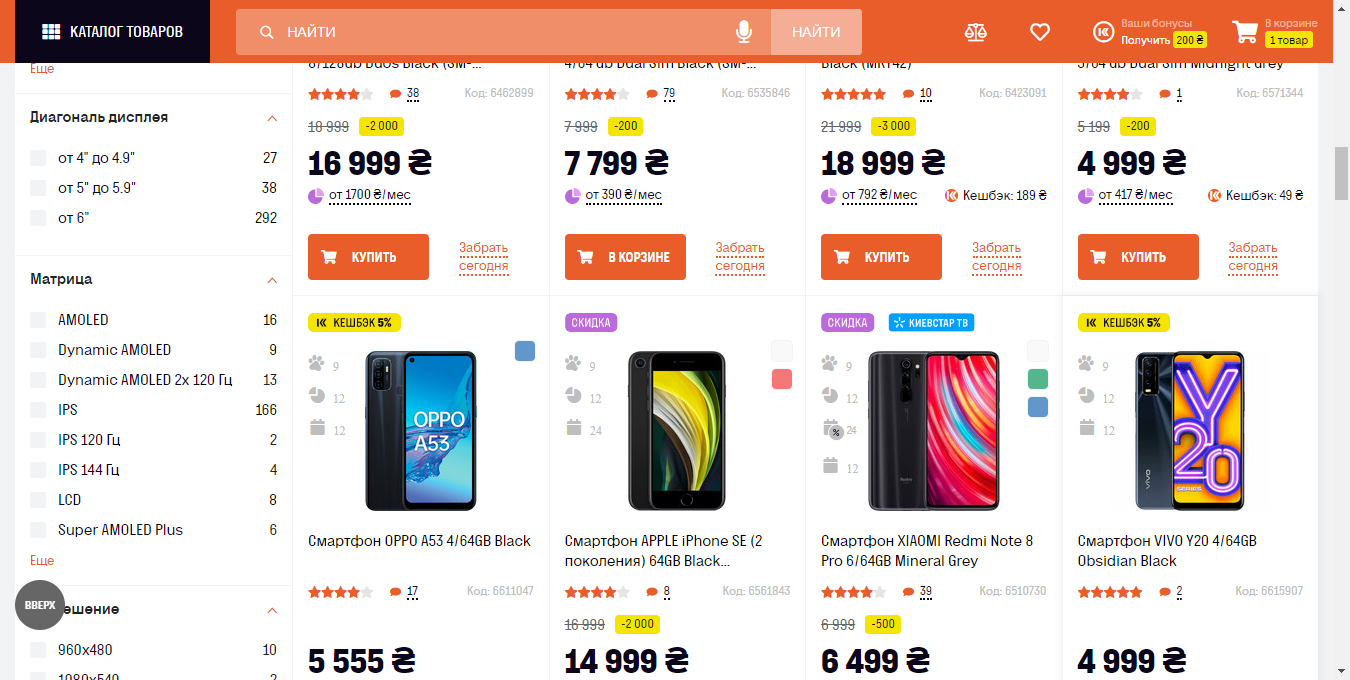 КАТАЛОГ ТОВАРОВ
НАЙТИ
НАЙТИ
Ваши бонусы
Получить 200 ₴
В корзине
1 товар
Еще
Диагональ дисплея
от 4" до 4.9" 27
от 5" до 5.9" 38
от 6" 292
Матрица
AMOLED 16
Dynamic AMOLED 9
Dynamic AMOLED 2x 120 Гц 13
IPS 166
IPS 120 Гц 2
IPS 144 Гц 4
LCD 8
Super AMOLED Plus 6
Еще
ВВЕРХ
ешение
960x480 10
1080x540 2
6/128Gb Duos Black (SM-...
38 Код: 6462899
18 999 -2 000
16 999 ₴
от 1700 ₴/мес
КУПИТЬ
Забрать
сегодня
4/64 Gb Dual Sim Black (SM-...
79 Код: 6535846
7 999 -200
7 799 ₴
от 390 ₴/мес
В КОРЗИНЕ
Забрать
сегодня
Black (MRY42)
10 Код: 6423091
21 999 -3 000
18 999 ₴
от 792 ₴/мес Кешбэк: 189 ₴
КУПИТЬ
Забрать
сегодня
3/64 Gb Dual Sim Midnight grey
1 Код: 6571344
5 199 -200
4 999 ₴
от 417 ₴/мес Кешбэк: 49 ₴
КУПИТЬ
Забрать
сегодня
КЕШБЭК 5%
9
12
12
OPPO
A53
Смартфон OPPO A53 4/64GB Black
17 Код: 6611047
5 555 ₴
СКИДКА
9
12
24
Смартфон APPLE iPhone SE (2
поколения) 64GB Black...
8 Код: 6561843
16 999 -2 000
14 999 ₴
СКИДКА КИЕВСТАР ТВ
9
12
% 24
12
Redmi
Смартфон XIAOMI Redmi Note 8
Pro 6/64GB Mineral Grey
39 Код: 6510730
6 999 -500
6 499 ₴
КЕШБЭК 5%
9
12
12
vivo
Y
20
SERIES
Смартфон VIVO Y20 4/64GB
Obsidian Black
2 Код: 6615907
4 999 ₴